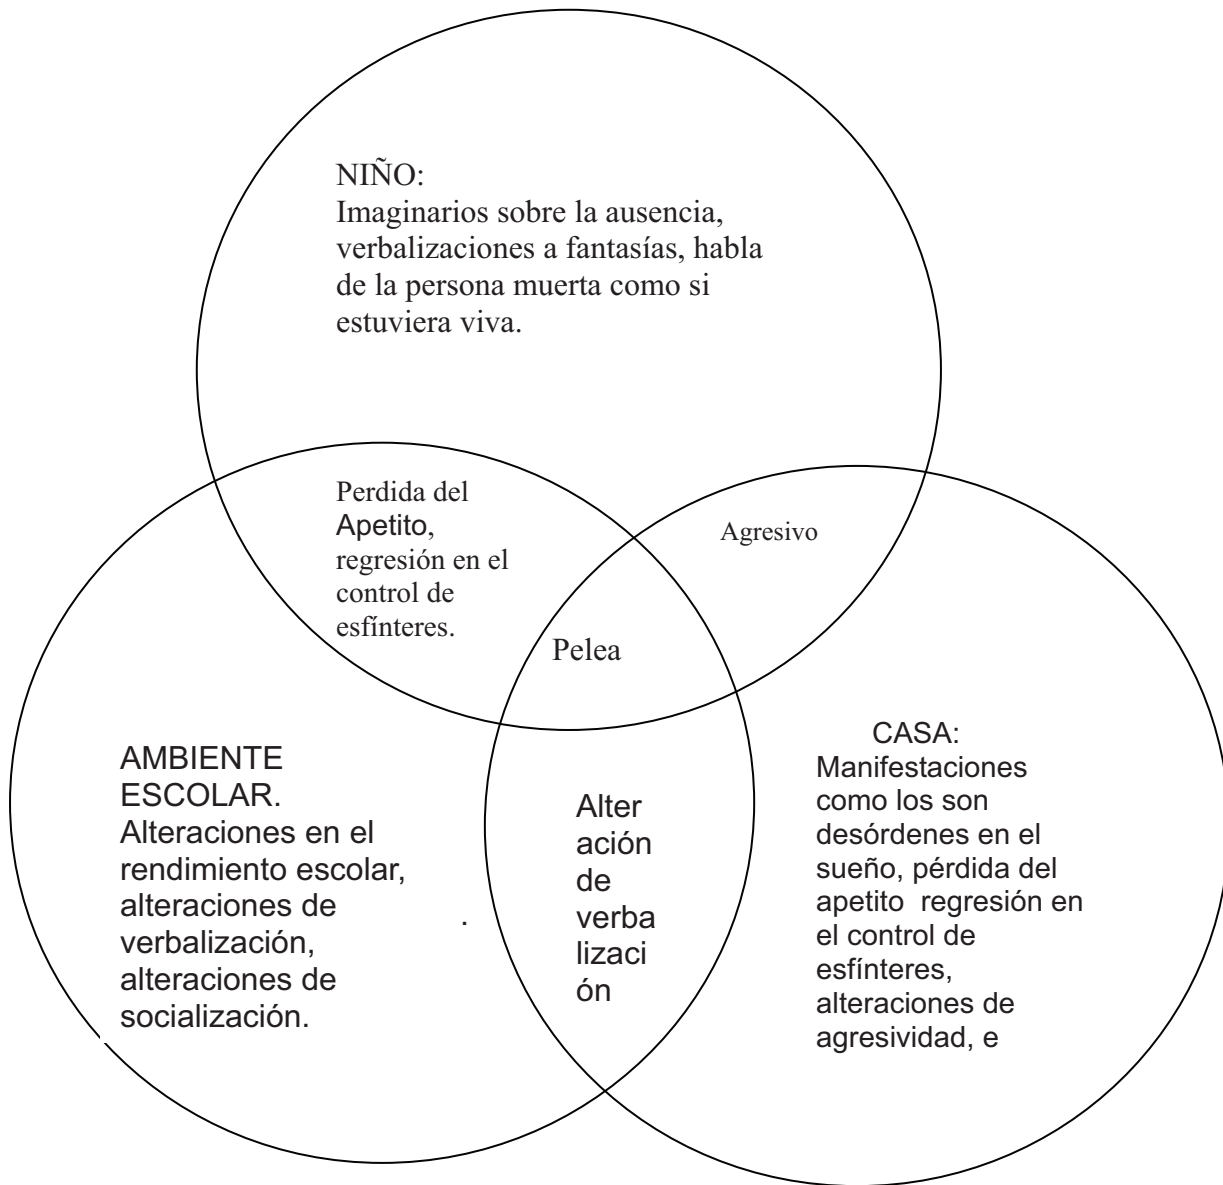 NIÑO:
Imaginarios sobre la ausencia,
verbalizaciones a fantasías, habla
de la persona muerta como si
estuviera viva.
Perdida del
Apetito,
regresión en el
control de
esfínteres.
Agresivo
Pelea
AMBIENTE
ESCOLAR.
Alteraciones en el
rendimiento escolar,
alteraciones de
verbalización,
alteraciones de
socialización.
.
Alter
ación
de
verba
lizaci
ón
CASA:
Manifestaciones
como los son
desórdenes en el
sueño, pérdida del
apetito  regresión en
el control de
esfínteres,
alteraciones de
agresividad, e